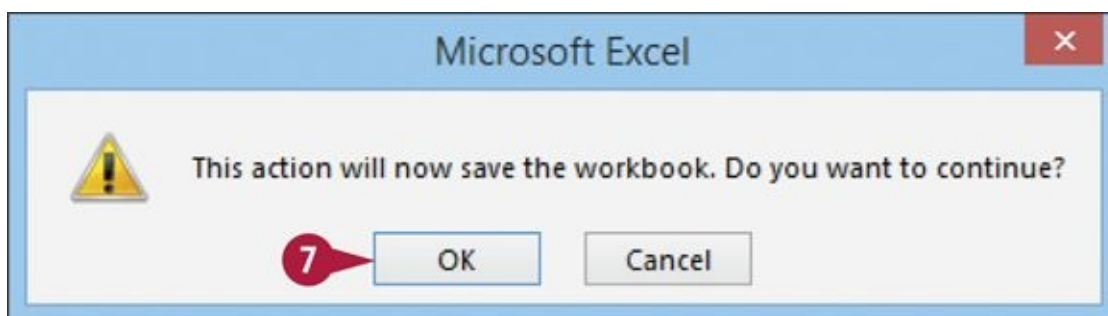 Microsoft Excel
This action will now save the workbook. Do you want to continue?
7 OK Cancel